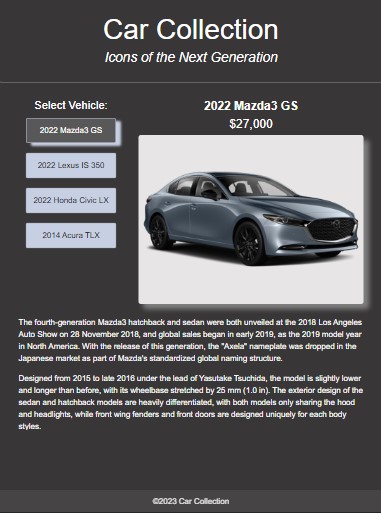 Car Collection
Icons of the Next Generation
Select Vehicle:
2022 Mazda3 GS
2022 Lexus IS 350
2022 Honda Civic LX
2014 Acura TLX
2022 Mazda3 GS
$27,000
The fourth-generation Mazda3 hatchback and sedan were both unveiled at the 2018 Los Angeles
Auto Show on 28 November 2018, and global sales began in early 2019, as the 2019 model year
in North America. With the release of this generation, the "Axela" nameplate was dropped in the
Japanese market as part of Mazda's standardized global naming structure.
Designed from 2015 to late 2016 under the lead of Yasutake Tsuchida, the model is slightly lower
and longer than before, with its wheelbase stretched by 25 mm (1.0 in). The exterior design of the
sedan and hatchback models are heavily differentiated, with both models only sharing the hood
and headlights, while front wing fenders and front doors are designed uniquely for each body
styles.
©2023 Car Collection